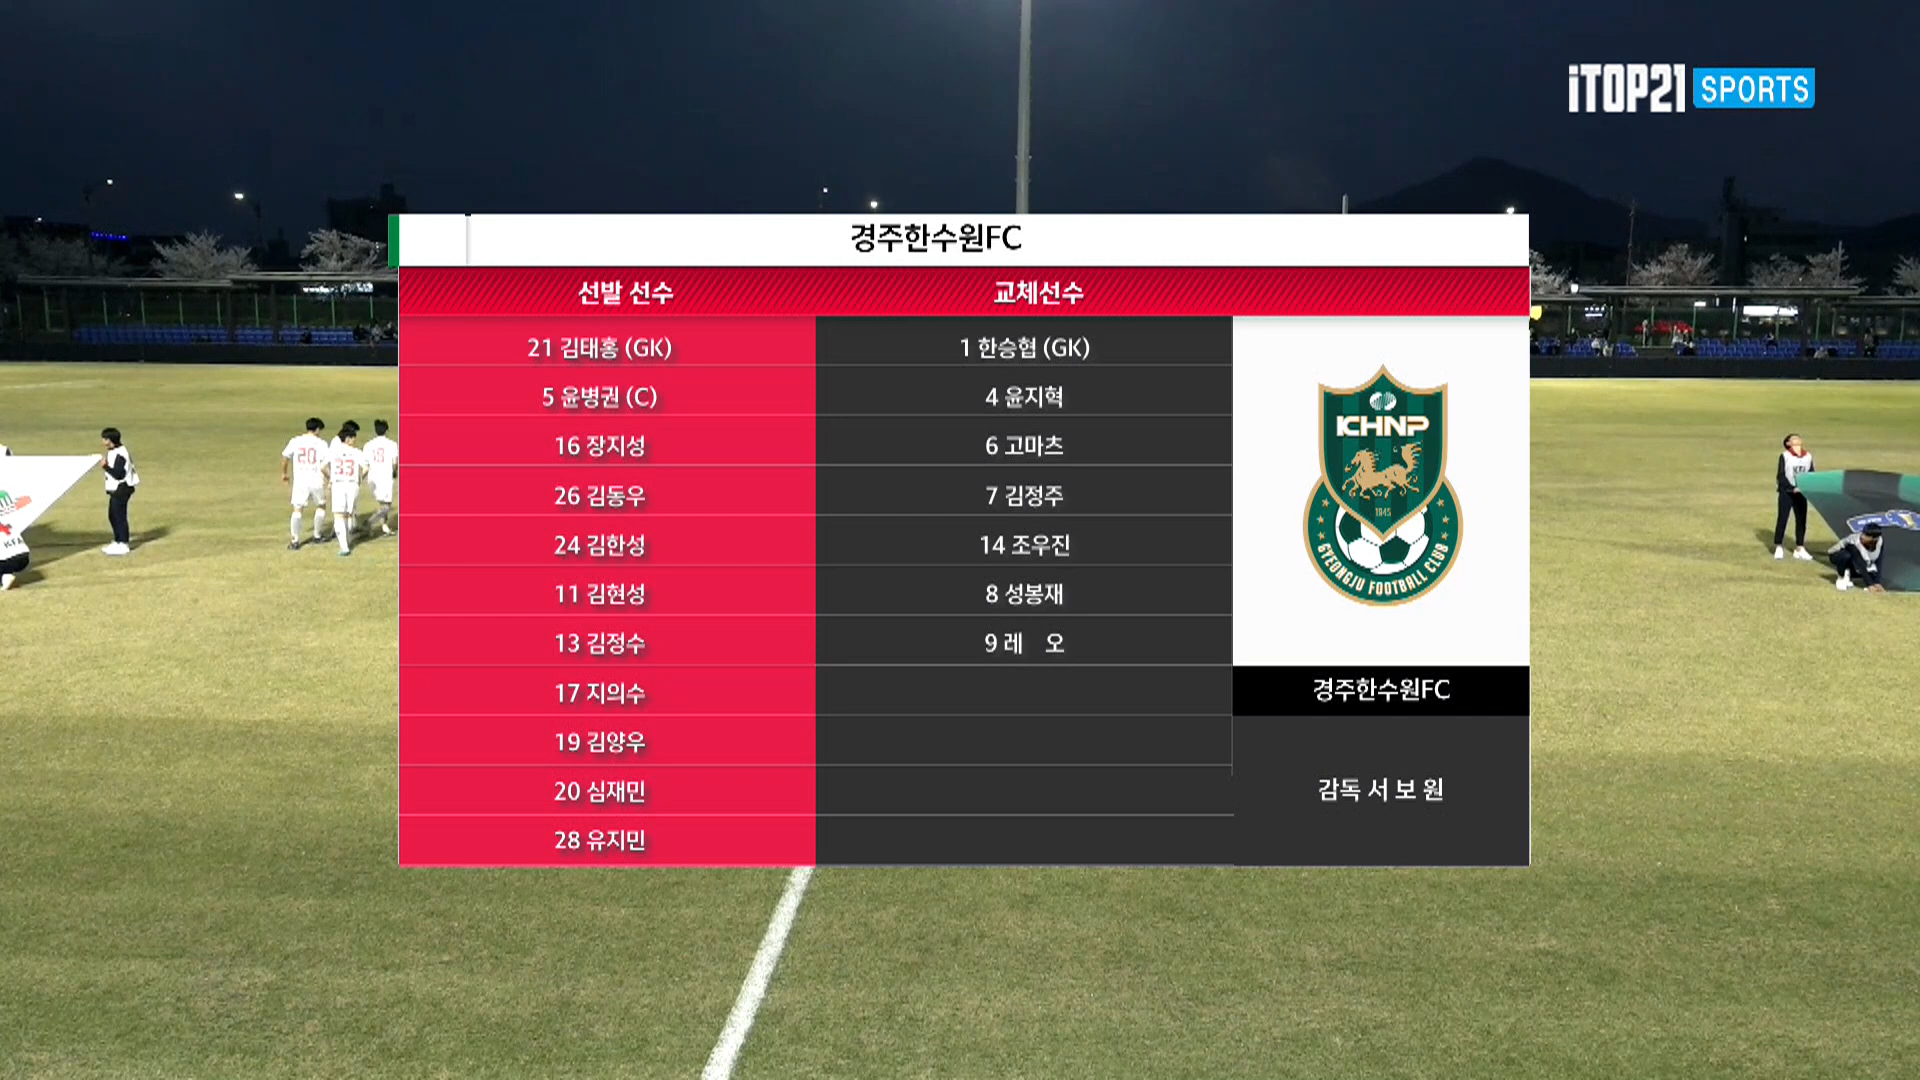 iTOP21 SPORTS
경주한수원FC
선발 선수
교체선수
21 김태홍 (GK)
5 윤병권 (C)
16 장지성
26 김동우
24 김한성
11 김현성
13 김정수
17 지의수
19 김양우
20 심재민
28 유지민
1 한승협 (GK)
4 윤지혁
6 고마츠
7 김정주
14 조우진
8 성봉재
9 레 오
KHNP
1945
GYEONGJU FOOTBALL CLUB
경주한수원FC
감독 서 보 원
20
33
KFA